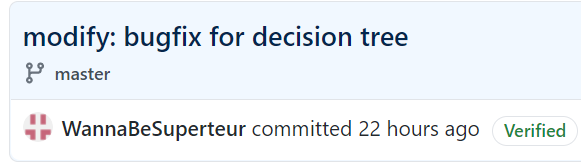 modify: bugfix for decision tree
master
WannaBeSuperteur committed 22 hours ago Verified